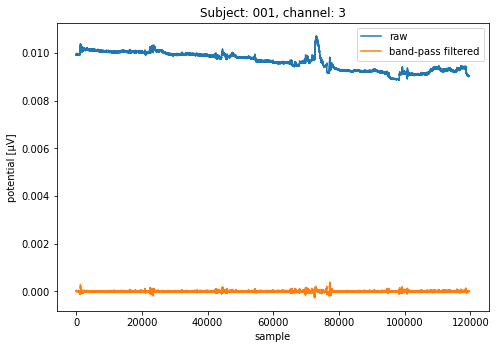 Subject: 001, channel: 3
raw
band-pass filtered
potential [μV]
0.010
0.008
0.006
0.004
0.002
0.000
0
20000
40000
60000
80000
100000
120000
sample